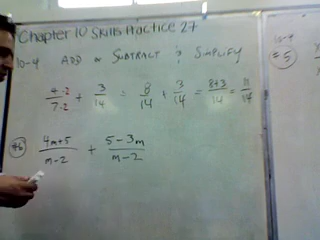 Chapter 10 Skills Practice 27
10-4 ADD or SUBTRACT & SIMPLIFY
4·2/7·2 + 3/14 = 8/14 + 3/14 = 8+3/14 = 11/14
#6 4m+5/m-2 + 5-3m/m-2
10-4
=5